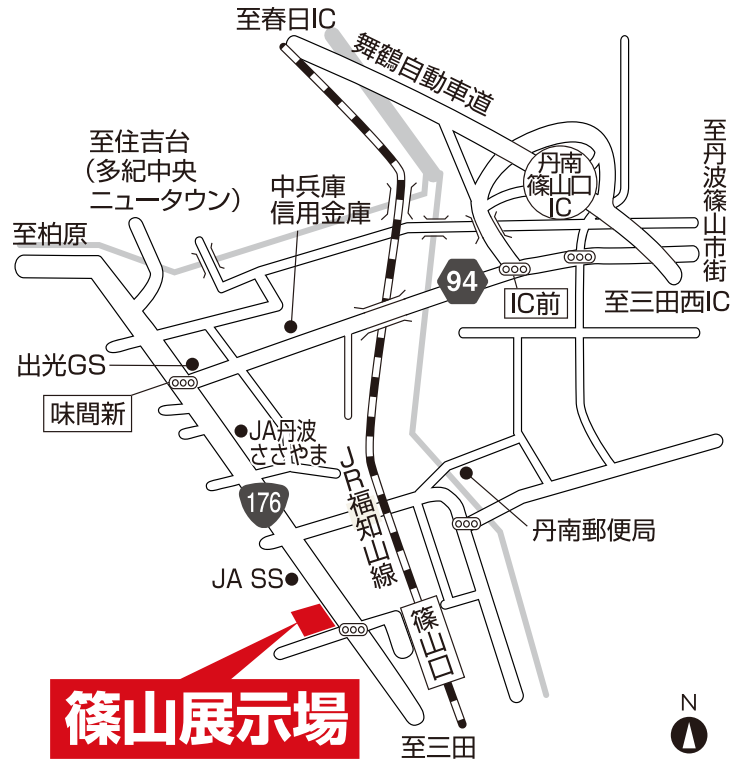 至春日IC
舞鶴自動車道
至住吉台
（多紀中央
ニュータウン）
中兵庫
信用金庫
丹南
篠山口
IC
至丹波篠山市街
至柏原
94
IC前
至三田西IC
出光GS
味間新
JA丹波
ささやま
JR福知山線
176
丹南郵便局
JA SS
篠山口
篠山展示場
至三田
N